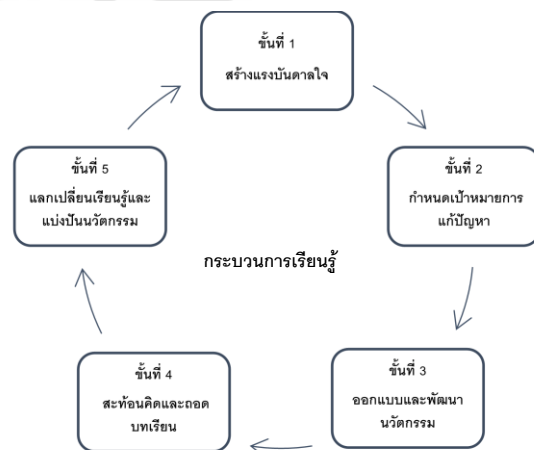 ขั้นที่ 1
สร้างแรงบันดาลใจ
ขั้นที่ 2
กำหนดเป้าหมายการ
แก้ปัญหา
ขั้นที่ 3
ออกแบบและพัฒนา
นวัตกรรม
ขั้นที่ 4
สะท้อนคิดและถอด
บทเรียน
ขั้นที่ 5
แลกเปลี่ยนเรียนรู้และ
แบ่งปันนวัตกรรม
กระบวนการเรียนรู้